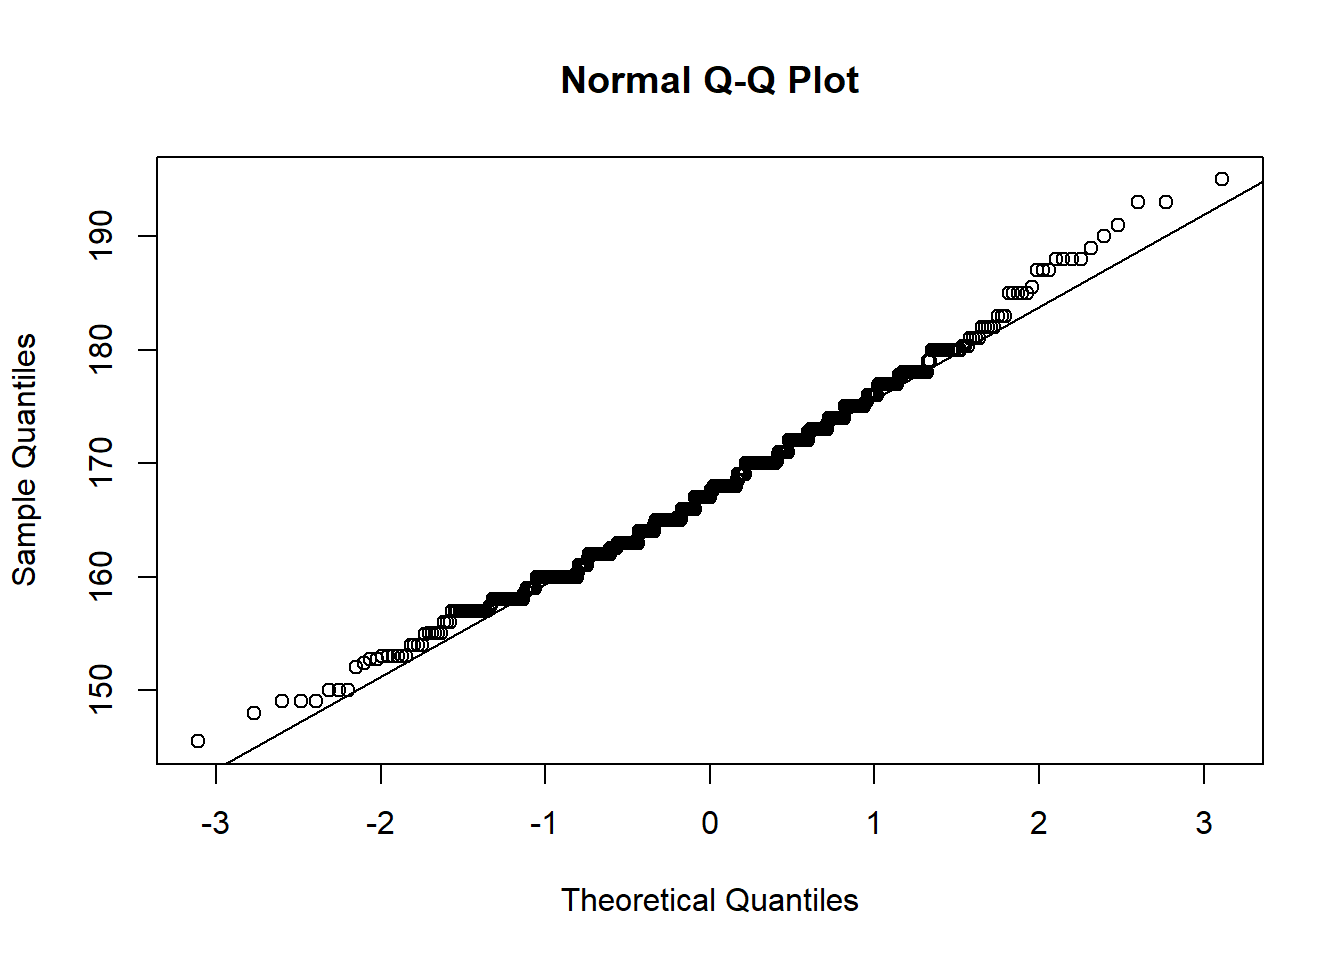 Normal Q-Q Plot
Sample Quantiles
190
180
170
160
150
-3 -2 -1 0 1 2 3
Theoretical Quantiles